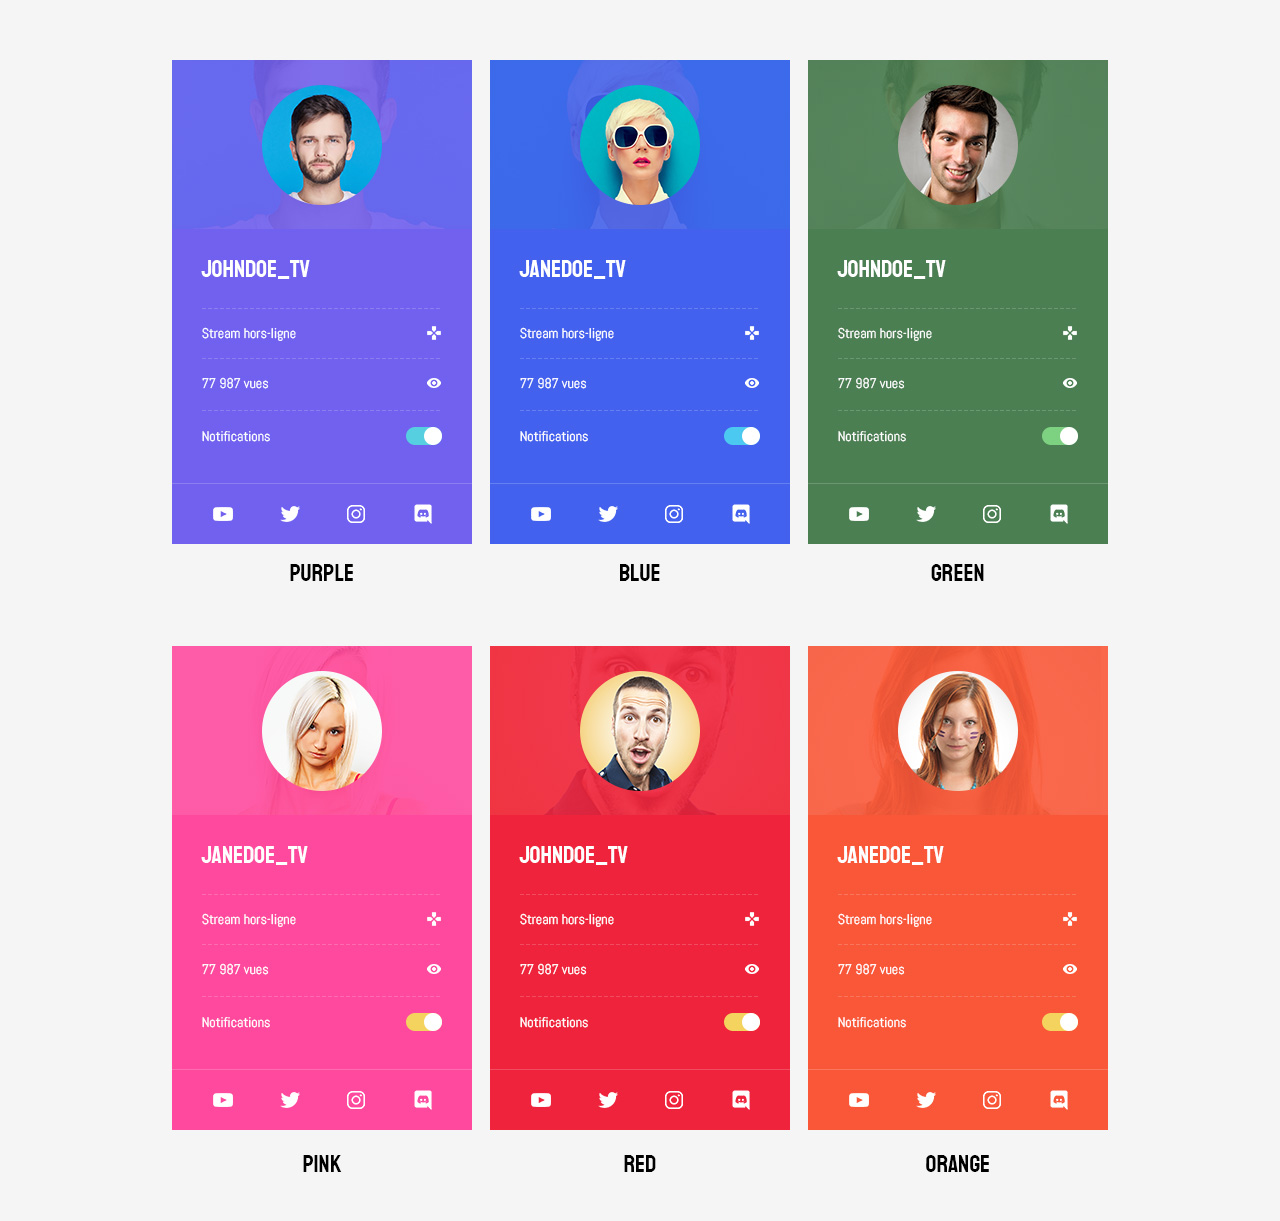 JOHNDOE_TV
Stream hors-ligne
77 987 vues
Notifications
PURPLE
JANEDOE_TV
Stream hors-ligne
77 987 vues
Notifications
BLUE
JOHNDOE_TV
Stream hors-ligne
77 987 vues
Notifications
GREEN
JANEDOE_TV
Stream hors-ligne
77 987 vues
Notifications
PINK
JOHNDOE_TV
Stream hors-ligne
77 987 vues
Notifications
RED
JANEDOE_TV
Stream hors-ligne
77 987 vues
Notifications
ORANGE